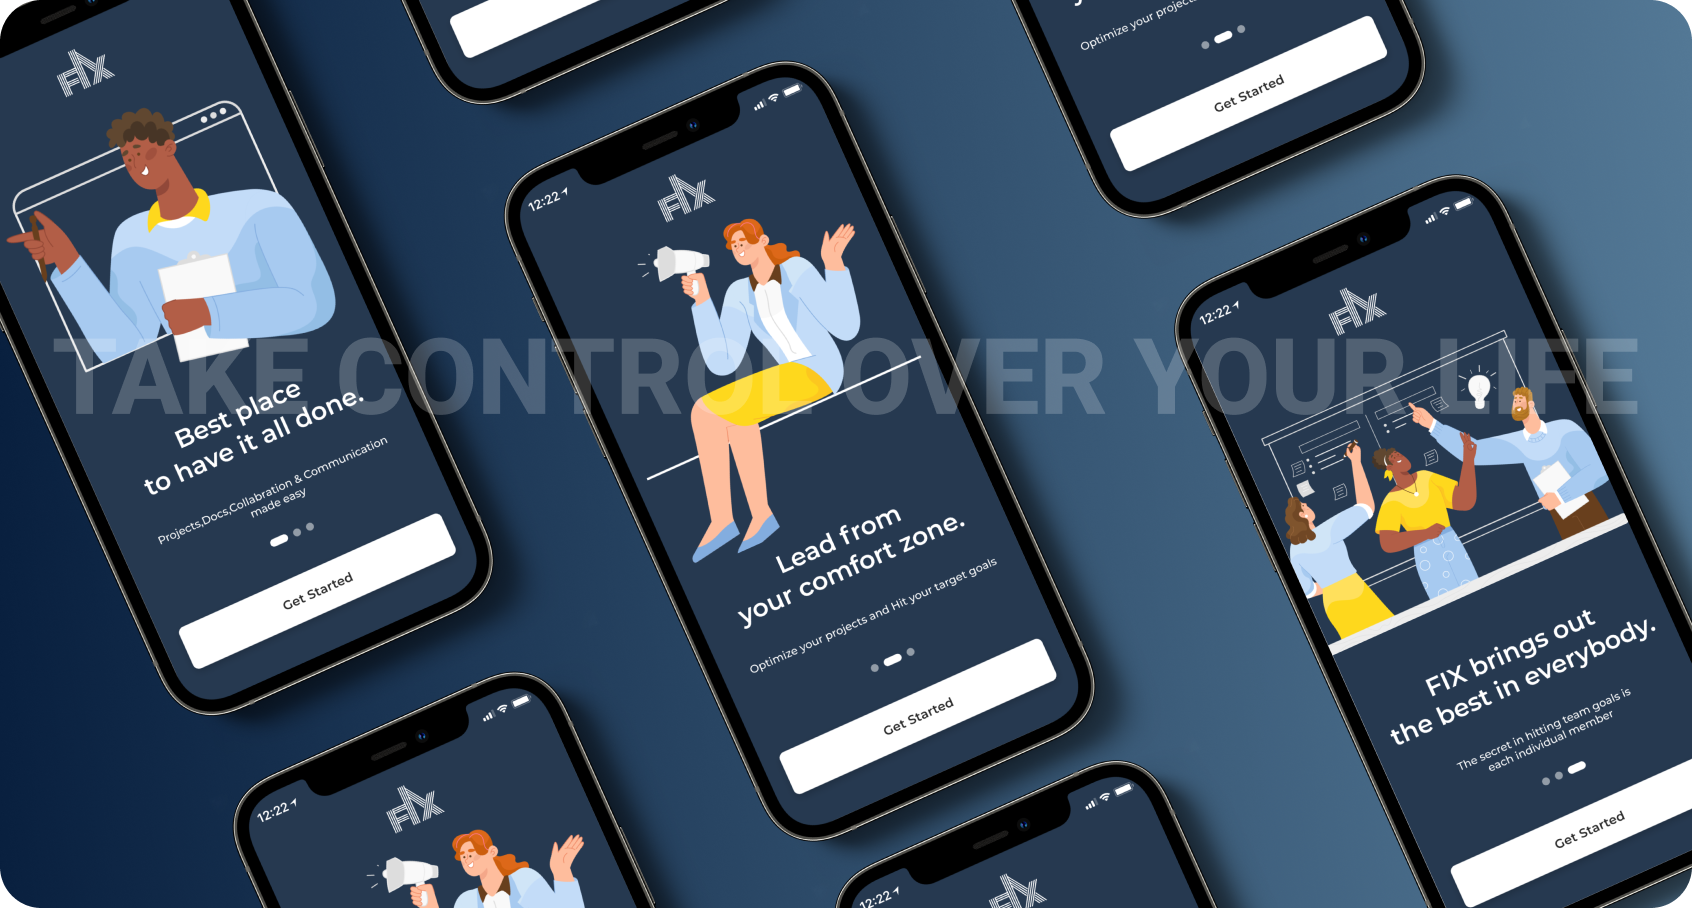 FIX
Best place
to have it all done.
Projects,Docs,Collabration & Communication
made easy
Get Started
12:22
FIX
Lead from
your comfort zone.
Optimize your projects and Hit your target goals
Get Started
Optimize your projects
Get Started
12:22
FIX
FIX brings out
the best in everybody.
The secret in hitting team goals is
each individual member
Get Started
TAKE CONTROL OVER YOUR LIFE
12:22
FIX
12:22
FIX